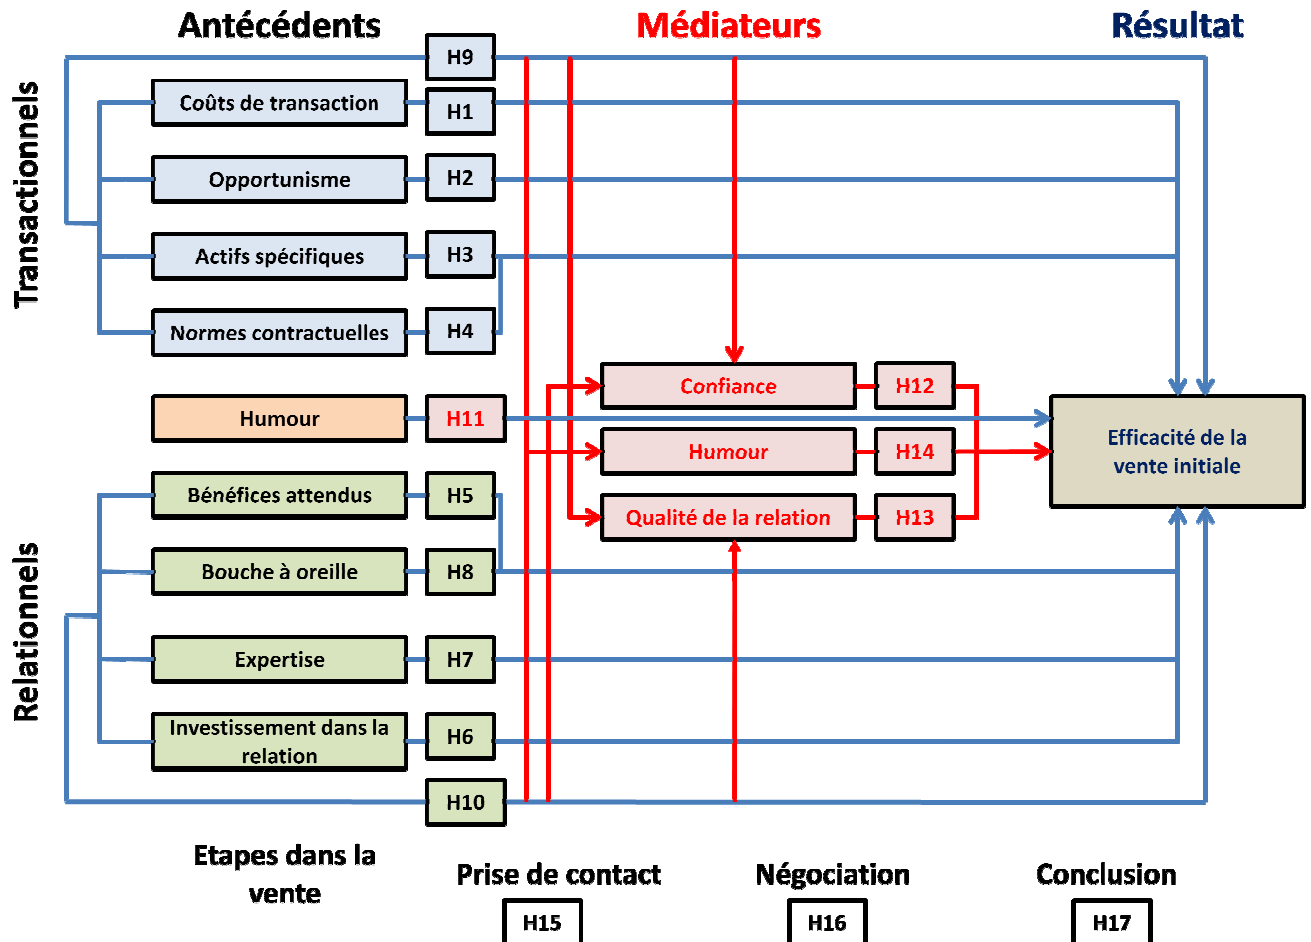 Antécédents
Médiateurs
Résultat
Transactionnels
H9
Coûts de transaction
H1
Opportunisme
H2
Actifs spécifiques
H3
Normes contractuelles
H4
Confiance
H12
Humour
H11
Humour
H14
Efficacité de la
vente initiale
Relationnels
Bénéfices attendus
H5
Qualité de la relation
H13
Bouche à oreille
H8
Expertise
H7
Investissement dans la
relation
H6
H10
Etapes dans la
vente
Prise de contact
Négociation
Conclusion
H15
H16
H17